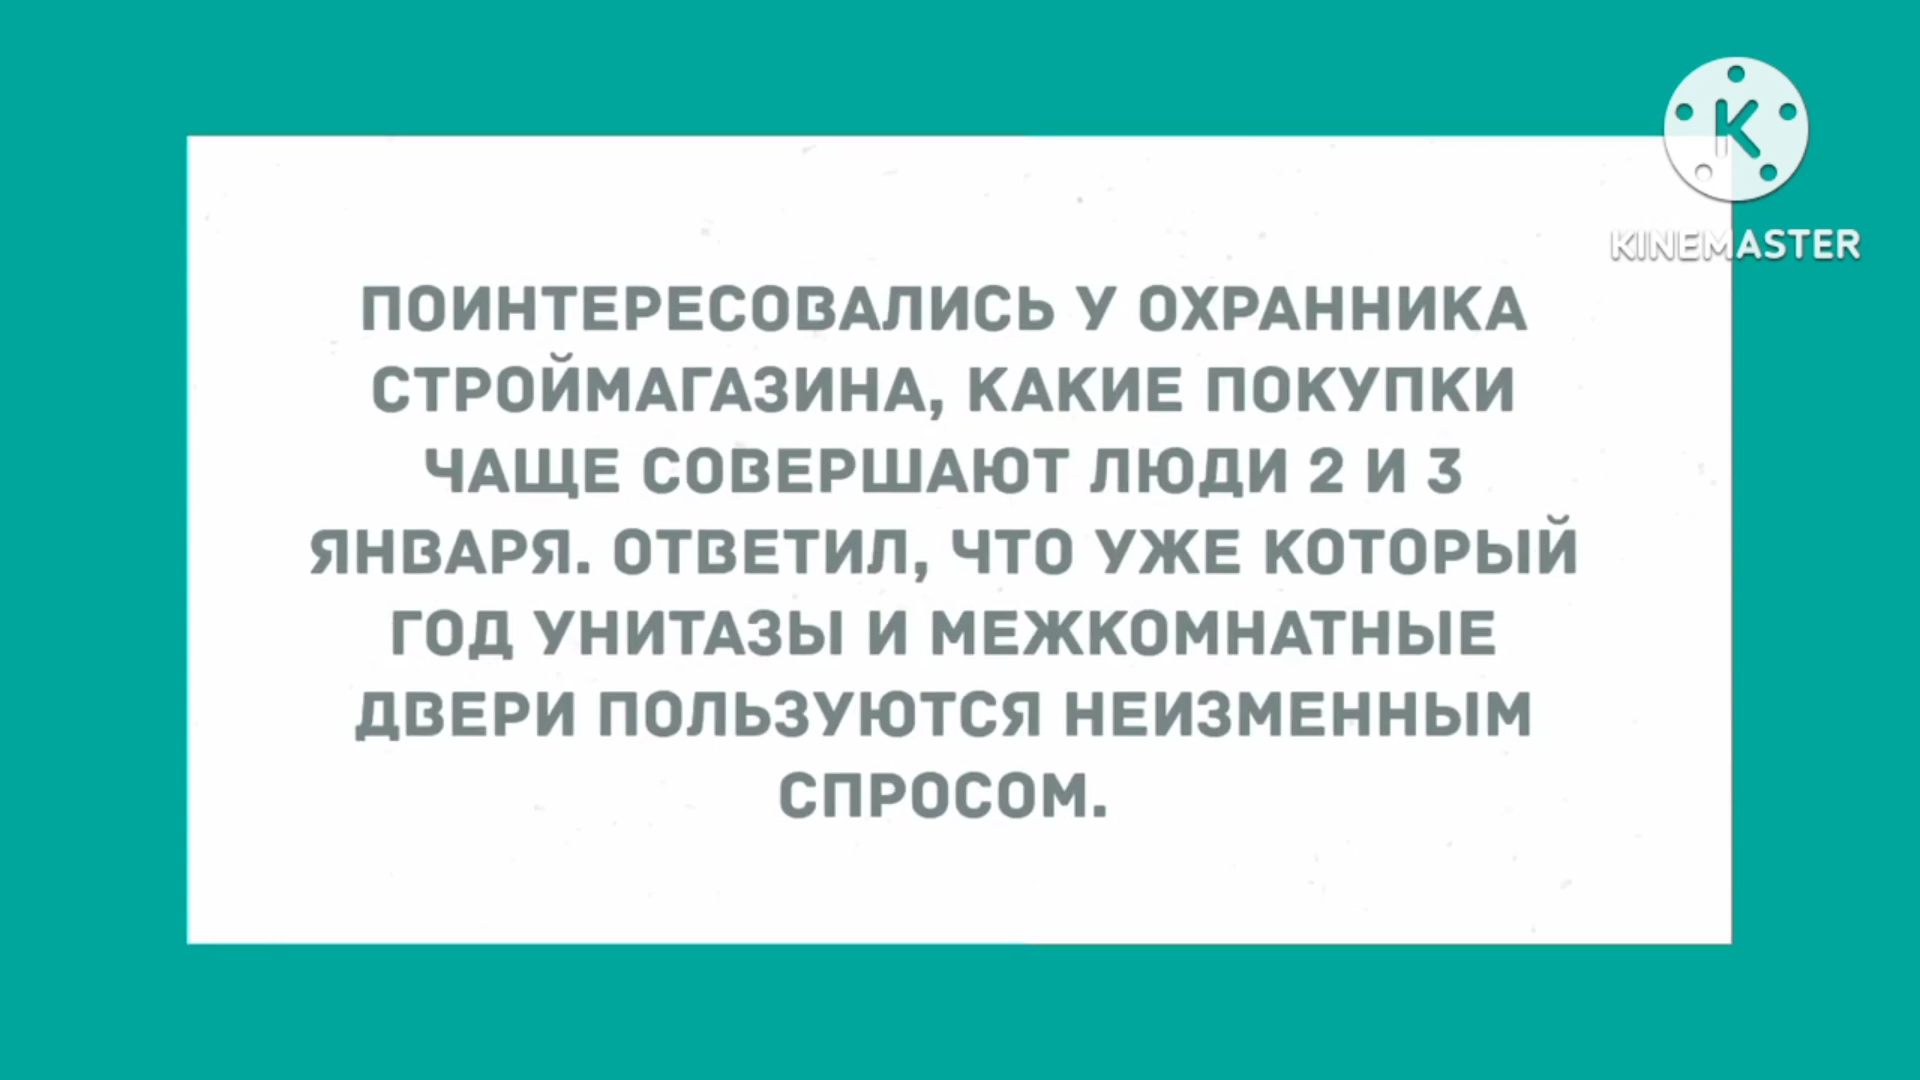 KINEMASTER
ПОИНТЕРЕСОВАЛИСЬ У ОХРАННИКА
СТРОЙМАГАЗИНА, КАКИЕ ПОКУПКИ
ЧАЩЕ СОВЕРШАЮТ ЛЮДИ 2 И 3
ЯНВАРЯ. ОТВЕТИЛ, ЧТО УЖЕ КОТОРЫЙ
ГОД УНИТАЗЫ И МЕЖКОМНАТНЫЕ
ДВЕРИ ПОЛЬЗУЮТСЯ НЕИЗМЕННЫМ
СПРОСОМ.